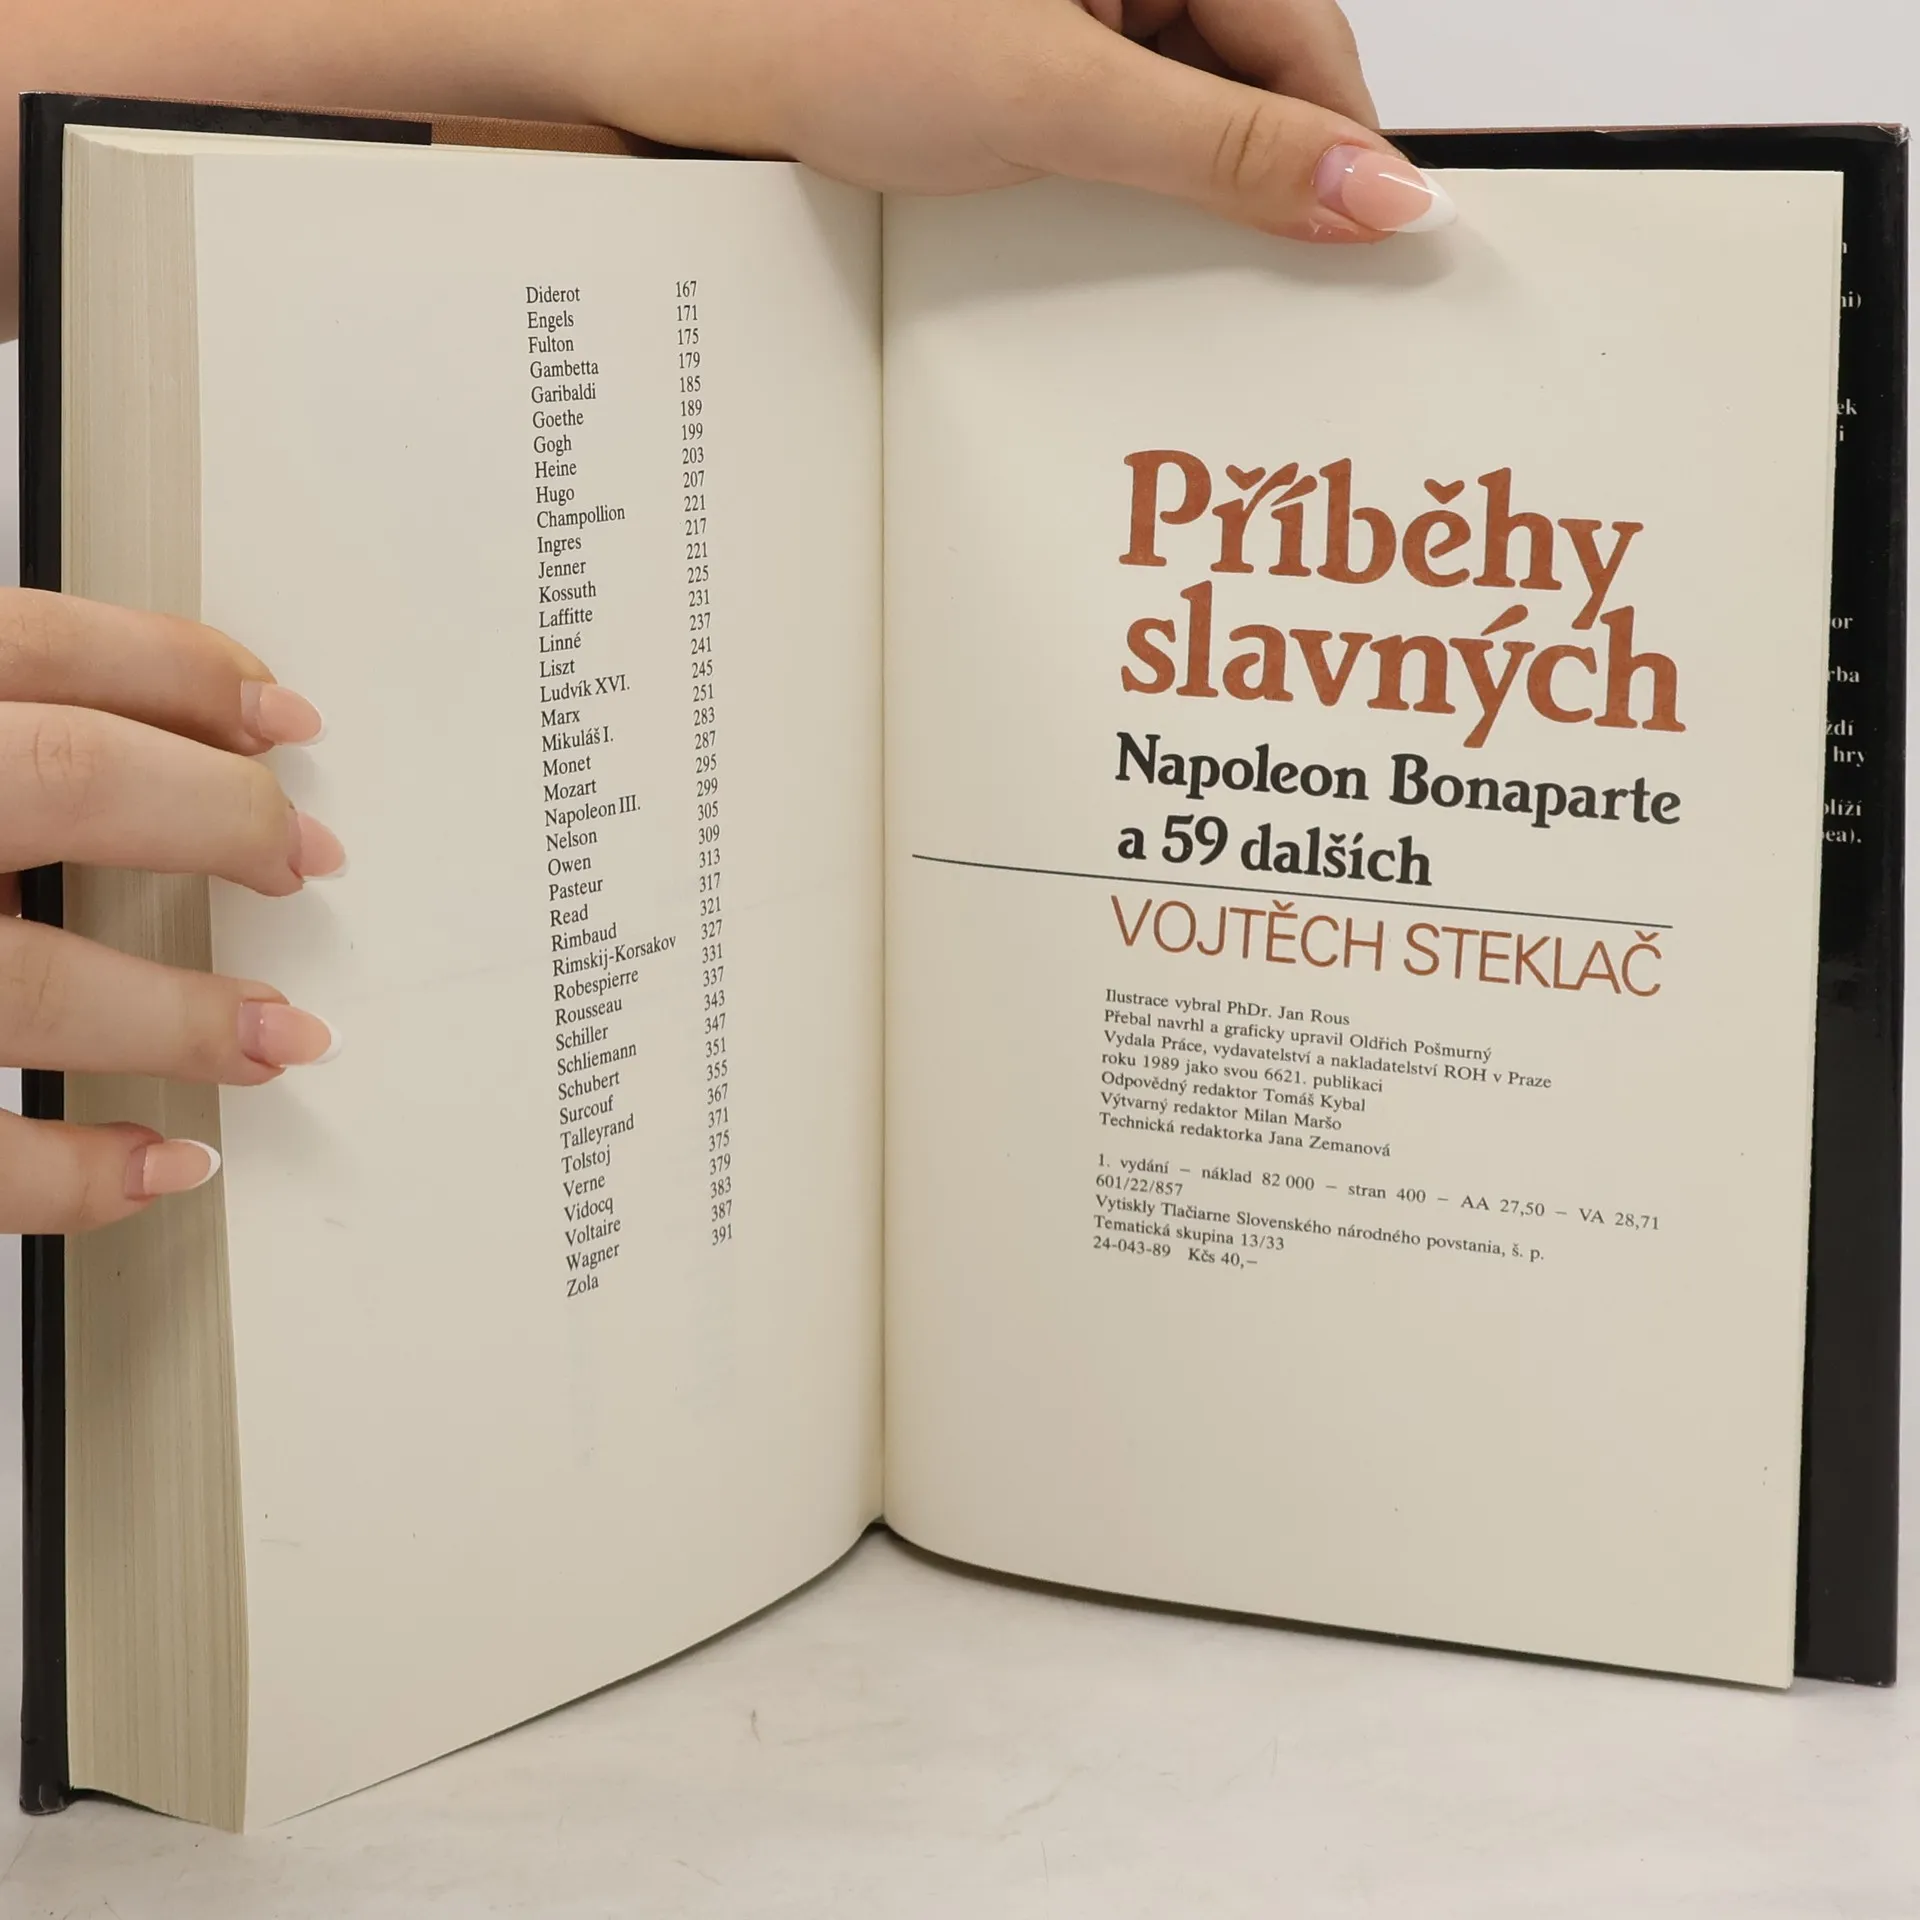 Diderot 167
Engels 171
Fulton 175
Gambetta 179
Garibaldi 185
Goethe 189
Gogh 199
Heine 203
Hugo 207
Champollion 221
Ingres 217
Jenner 221
Kossuth 225
Laffitte 231
Linné 237
Liszt 241
Ludvík XVI. 245
Marx 251
Mikuláš I. 283
Monet 287
Mozart 295
Napoleon III. 299
Nelson 305
Owen 309
Pasteur 313
Read 317
Rimbaud 321
Rimskij-Korsakov 327
Robespierre 331
Rousseau 337
Schiller 343
Schliemann 347
Schubert 351
Surcouf 355
Talleyrand 367
Tolstoj 371
Verne 375
Vidocq 379
Voltaire 383
Wagner 387
Zola 391
Příběhy
slavných
Napoleon Bonaparte
a 59 dalších
VOJTĚCH STEKLAČ
Ilustrace vybral PhDr. Jan Rous
Přebal navrhl a graficky upravil Oldřich Pošmurný
Vydala Práce, vydavatelství a nakladatelství ROH v Praze
roku 1989 jako svou 6621. publikaci
Odpovědný redaktor Tomáš Kybal
Výtvarný redaktor Milan Maršo
Technická redaktorka Jana Zemanová
1. vydání – náklad 82 000 – stran 400 – AA 27,50 – VA 28,71
601/22/857
Vytiskly Tlačiarne Slovenského národného povstania, š. p.
Tematická skupina 13/33
24-043-89 Kčs 40,–
hry